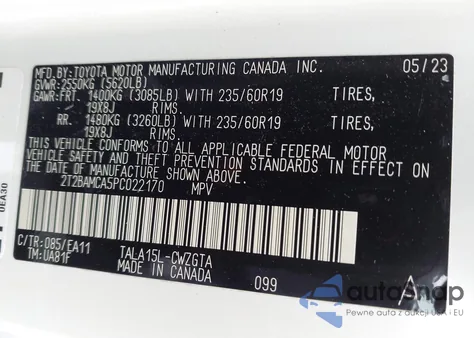 MFD.BY:TOYOTA MOTOR MANUFACTURING CANADA INC. 05/23
GVWR:2550KG (5620LB)
GAWR:FRT. 1400KG (3085LB) WITH 235/60R19 TIRES,
19X8J RIMS.
RR. 1480KG (3260LB) WITH 235/60R19 TIRES,
19X8J RIMS.
THIS VEHICLE CONFORMS TO ALL APPLICABLE FEDERAL MOTOR
VEHICLE SAFETY AND THEFT PREVENTION STANDARDS IN EFFECT ON
THE DATE OF MANUFACTURE SHOWN ABOVE.
2T2BAMCA5PC022170 MPV
0EA30
C/TR:085/EA11 TALA15L-CWZGTA
TM:UA81F MADE IN CANADA 099 A
autoSnap
Pewne auta z dukcji USA i EU